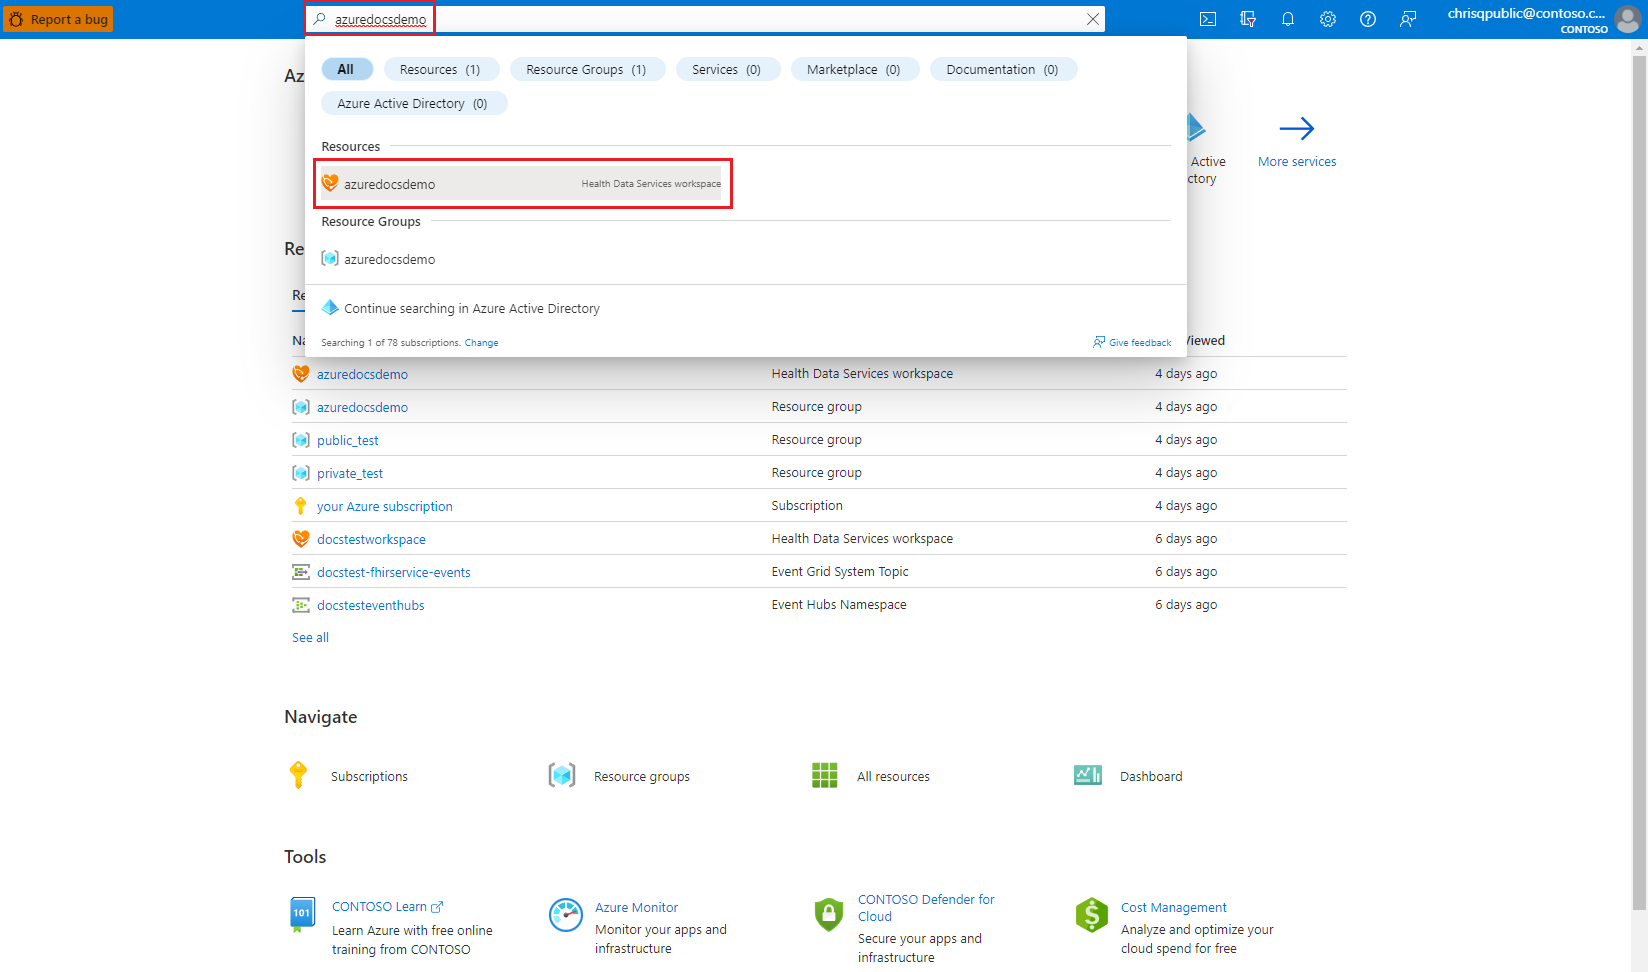 Report a bug
azuredocsdemo
chrisqpublic@contoso.c...
CONTOSO
Az
All
Resources (1)
Resource Groups (1)
Services (0)
Marketplace (0)
Documentation (0)
Azure Active Directory (0)
Resources
azuredocsdemo
Health Data Services workspace
Resource Groups
azuredocsdemo
Continue searching in Azure Active Directory
Searching 1 of 78 subscriptions. Change
Give feedback
Active
ctory
More services
Re
Re
Na
Viewed
azuredocsdemo
Health Data Services workspace
4 days ago
azuredocsdemo
Resource group
4 days ago
public_test
Resource group
4 days ago
private_test
Resource group
4 days ago
your Azure subscription
Subscription
4 days ago
docstestworkspace
Health Data Services workspace
6 days ago
docstest-fhirservice-events
Event Grid System Topic
6 days ago
docstesteventhubs
Event Hubs Namespace
6 days ago
See all
Navigate
Subscriptions
Resource groups
All resources
Dashboard
Tools
101
CONTOSO Learn
Learn Azure with free online
training from CONTOSO
Azure Monitor
Monitor your apps and
infrastructure
CONTOSO Defender for
Cloud
Secure your apps and
infrastructure
$
Cost Management
Analyze and optimize your
cloud spend for free